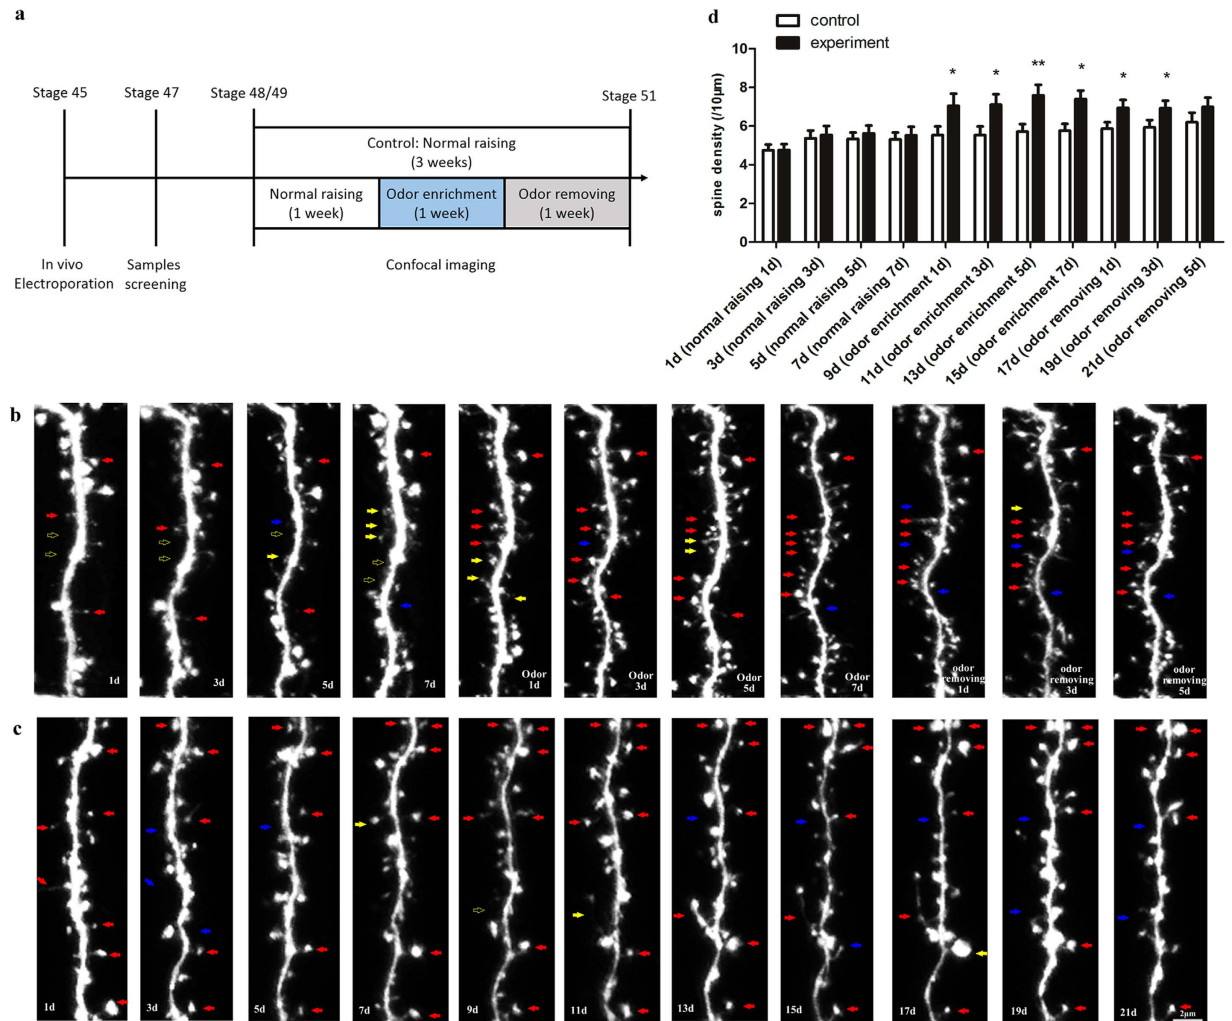 a
Stage 45
Stage 47
Stage 48/49
Stage 51
Control: Normal raising
(3 weeks)
Normal raising
(1 week)
Odor enrichment
(1 week)
Odor removing
(1 week)
In vivo
Electroporation
Samples
screening
Confocal imaging
d
control
experiment
spine density (/10μm)
10
8
6
4
2
0
*
*
**
*
*
*
1d (normal raising 1d)
3d (normal raising 3d)
5d (normal raising 5d)
7d (normal raising 7d)
9d (odor enrichment 1d)
11d (odor enrichment 3d)
13d (odor enrichment 5d)
15d (odor enrichment 7d)
17d (odor removing 1d)
19d (odor removing 3d)
21d (odor removing 5d)
b
1d
3d
5d
7d
Odor
1d
Odor
3d
Odor
5d
Odor
7d
odor
removing
1d
odor
removing
3d
odor
removing
5d
c
1d
3d
5d
7d
9d
11d
13d
15d
17d
19d
21d
2μm